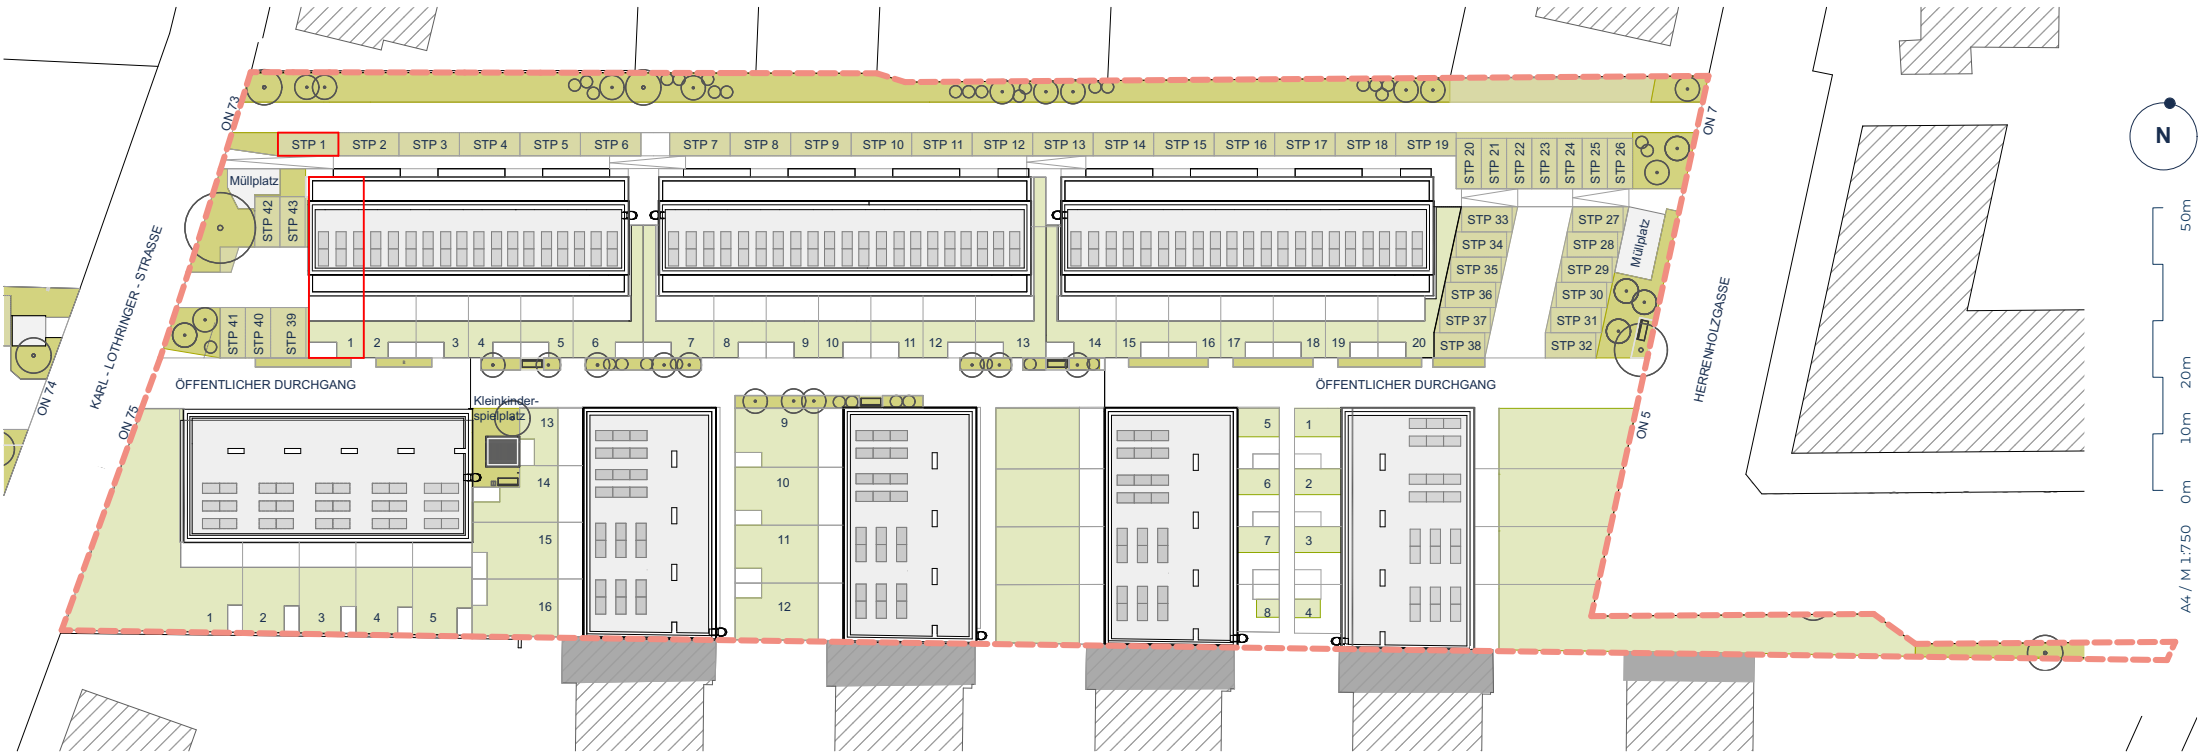 ON 73
ON 7
STP 1 STP 2 STP 3 STP 4 STP 5 STP 6 STP 7 STP 8 STP 9 STP 10 STP 11 STP 12 STP 13 STP 14 STP 15 STP 16 STP 17 STP 18 STP 19
STP 20
STP 21
STP 22
STP 23
STP 24
STP 25
STP 26
N
Müllplatz
STP 42
STP 43
STP 33
STP 34
STP 35
STP 36
STP 37
STP 38
STP 27
STP 28
STP 29
STP 30
STP 31
STP 32
Müllplatz
KARL - LOTHRINGER - STRASSE
HERRENHOLZGASSE
STP 41
STP 40
STP 39
1 2 3 4 5 6 7 8 9 10 11 12 13 14 15 16 17 18 19 20
ÖFFENTLICHER DURCHGANG
ÖFFENTLICHER DURCHGANG
ON 74
ON 75
ON 5
Kleinkinder-
spielplatz
13
14
15
16
9
10
11
12
5
6
7
8
1
2
3
4
1 2 3 4 5
50m
20m
10m
0m
A4 / M 1:750